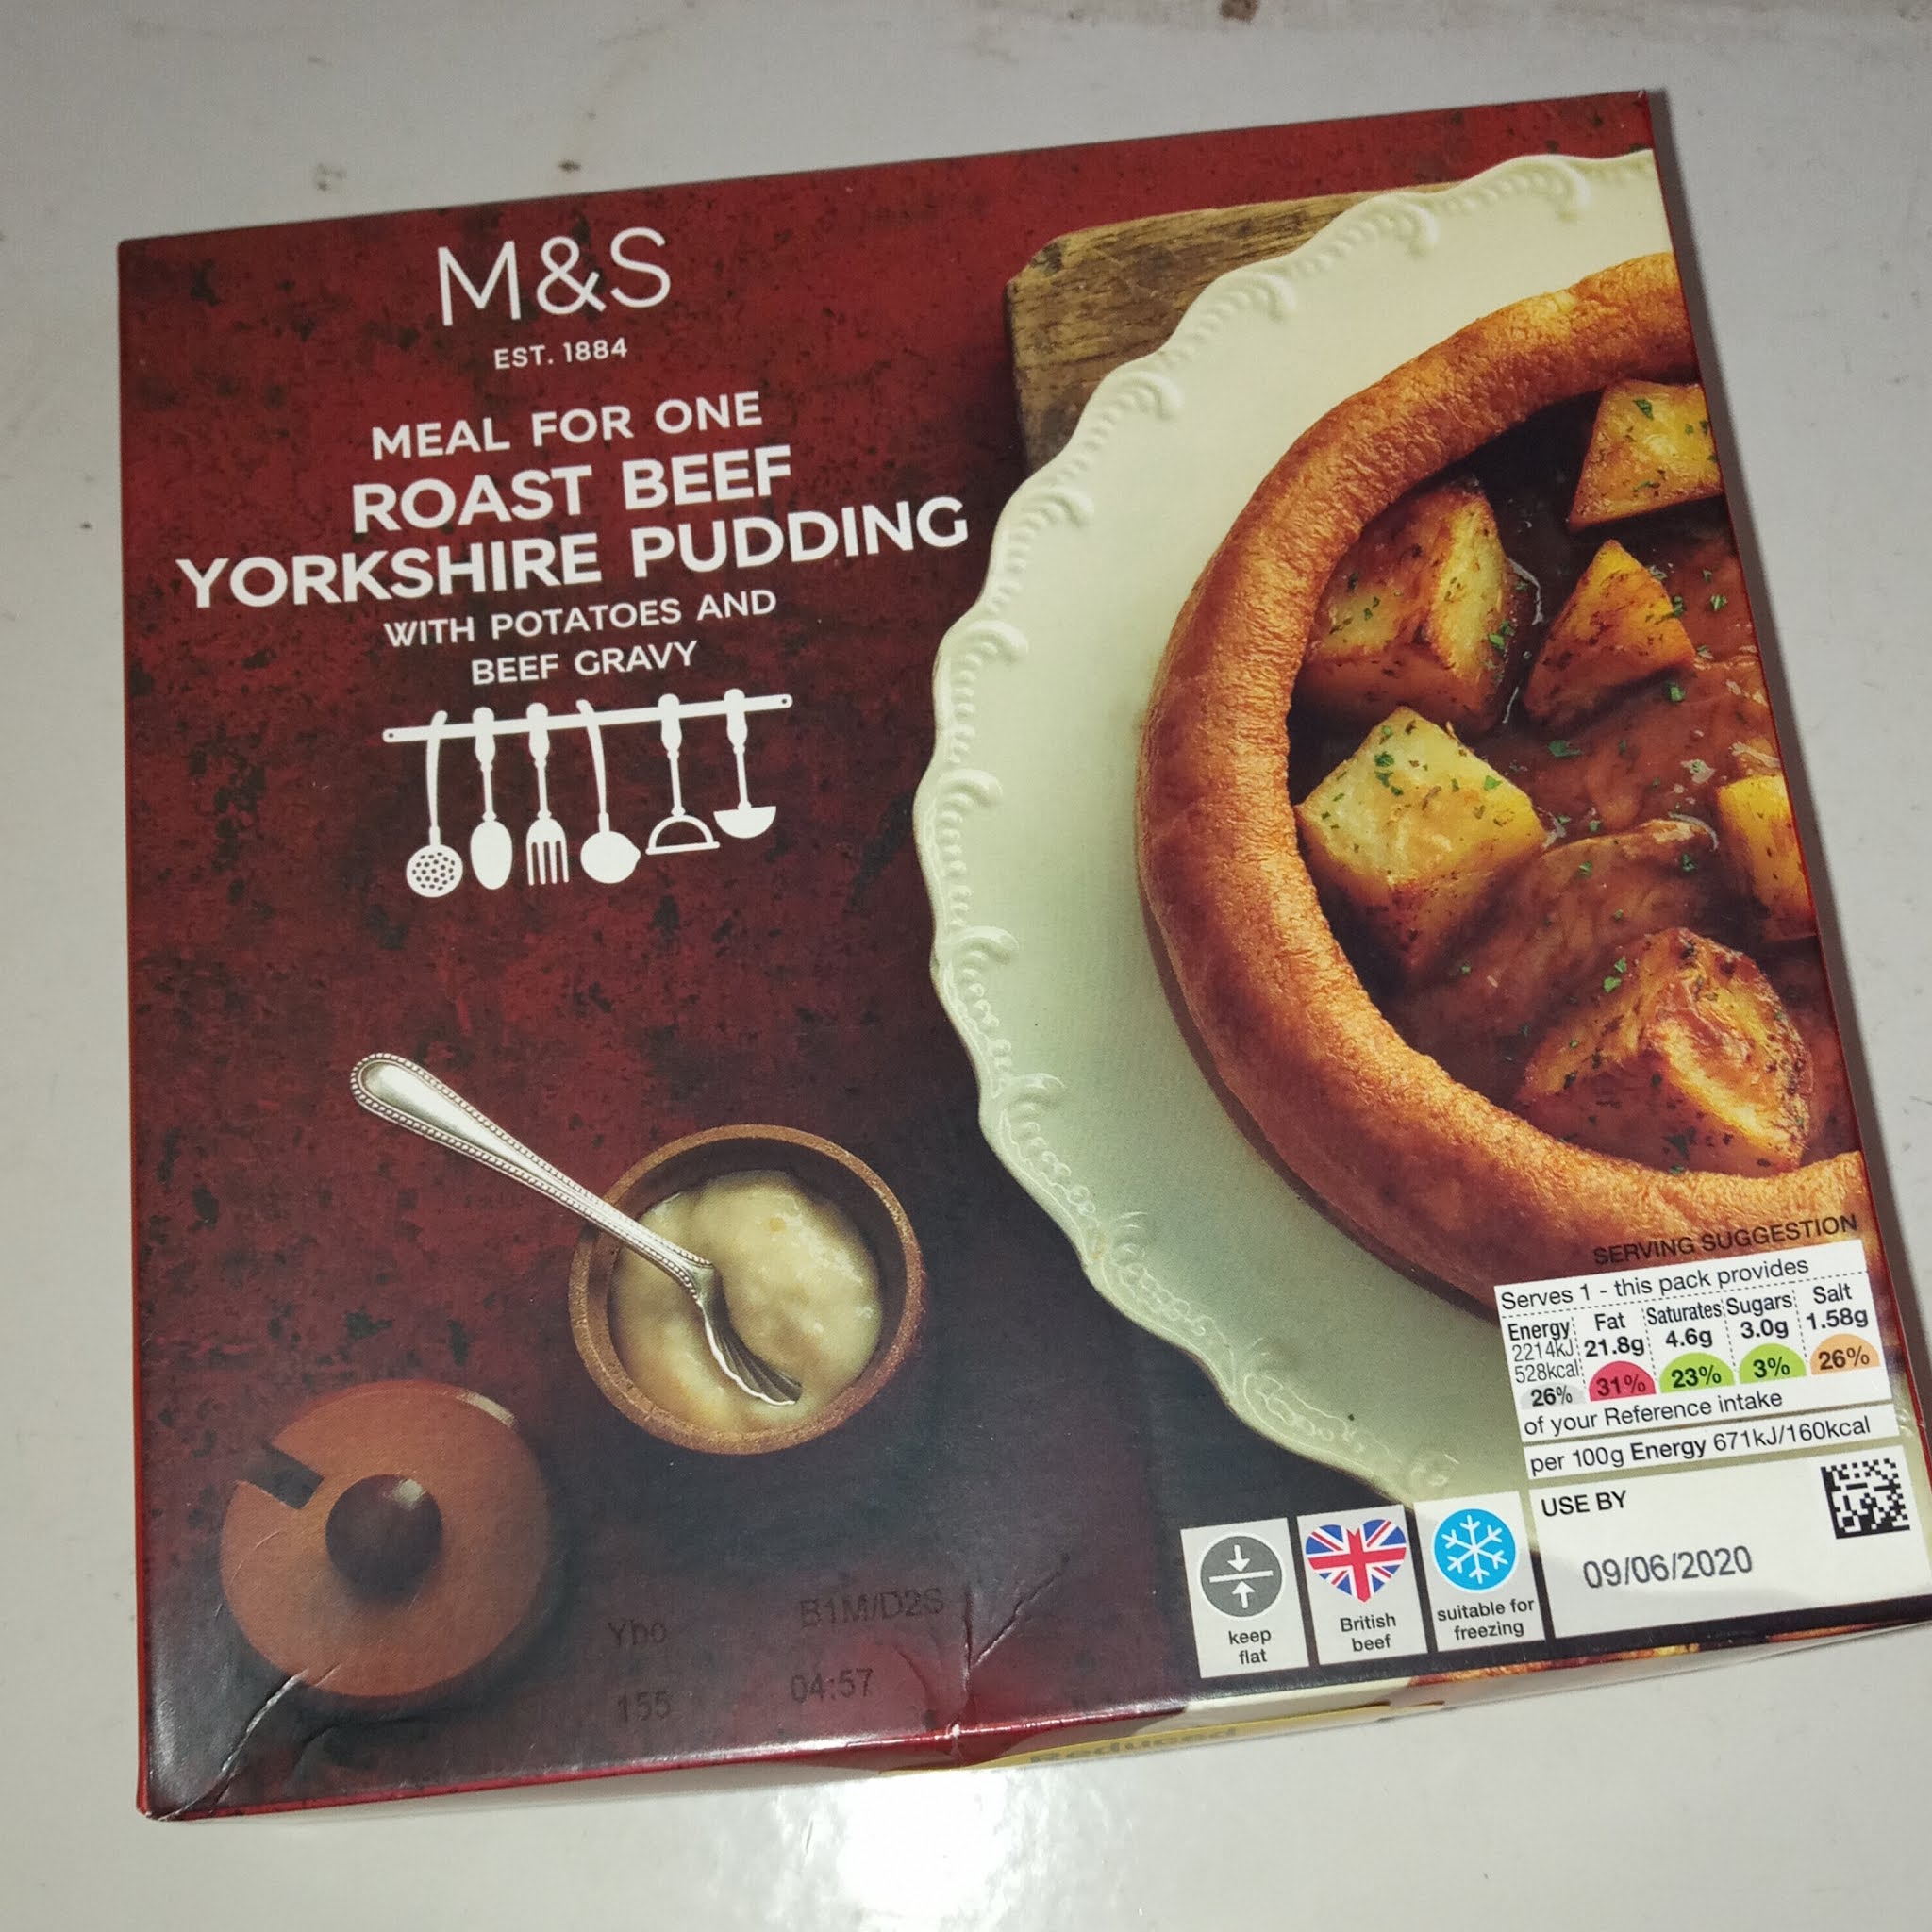 M&S
EST. 1884
MEAL FOR ONE
ROAST BEEF
YORKSHIRE PUDDING
WITH POTATOES AND
BEEF GRAVY
SERVING SUGGESTION
Serves 1 - this pack provides
Energy Fat Saturates Sugars Salt
2214kJ 21.8g 4.6g 3.0g 1.58g
528kcal
26% 31% 23% 3% 26%
of your Reference intake
per 100g Energy 671kJ/160kcal
USE BY
09/06/2020
keep
flat
British
beef
suitable for
freezing
Ybo B1M/D2S
155 04:57
Reduced